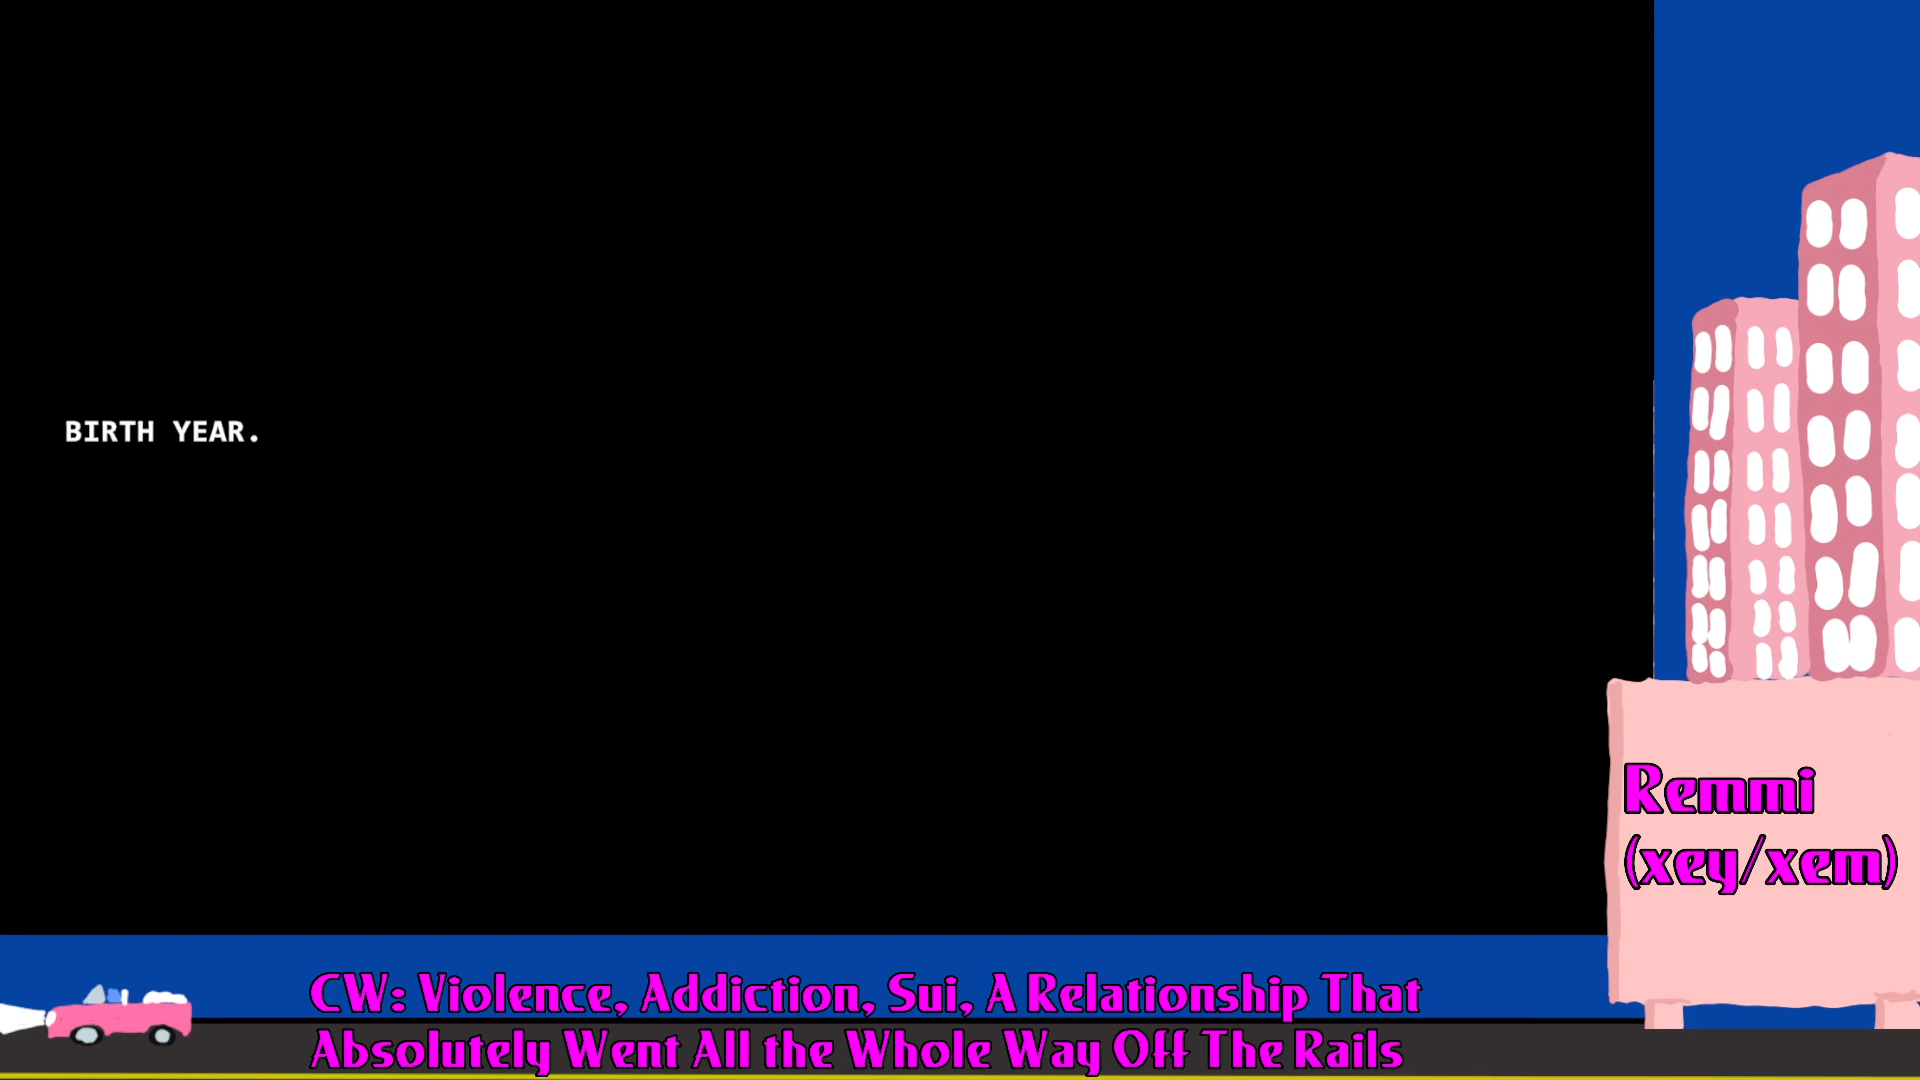 BIRTH YEAR.
Remmi
(xey/xem)
CW: Violence, Addiction, Sui, A Relationship That
Absolutely Went All the Whole Way Off The Rails